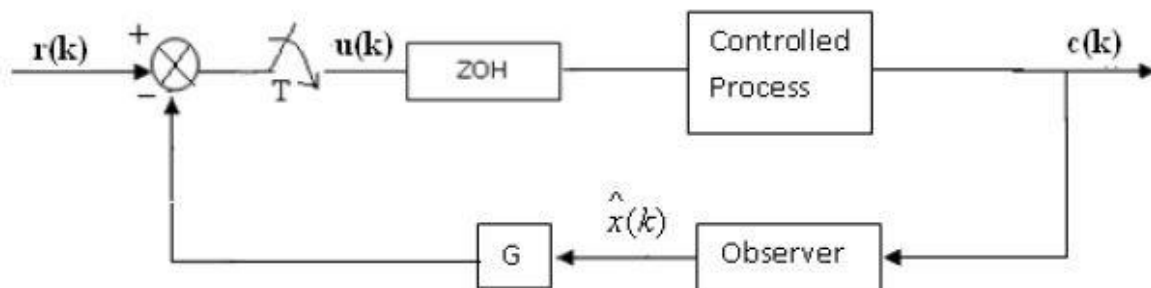 r(k)
+
−
T
u(k)
ZOH
Controlled
Process
c(k)
G
x̂(k)
Observer